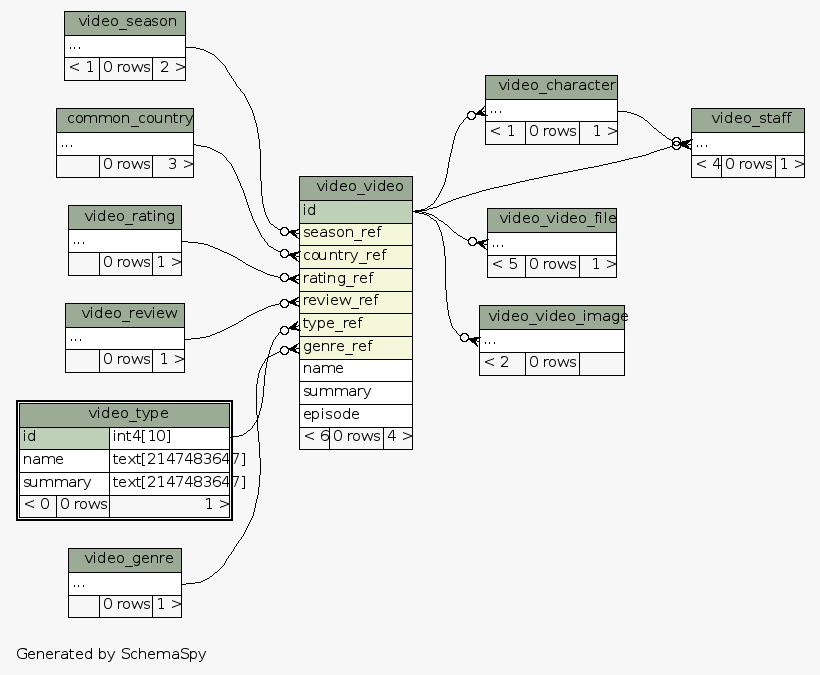 video_season
...
< 1 0 rows 2 >
common_country
...
0 rows 3 >
video_rating
...
0 rows 1 >
video_review
...
0 rows 1 >
video_type
id int4[10]
name text[2147483647]
summary text[2147483647]
< 0 0 rows 1 >
video_genre
...
0 rows 1 >
video_video
id
season_ref
country_ref
rating_ref
review_ref
type_ref
genre_ref
name
summary
episode
< 6 0 rows 4 >
video_character
...
< 1 0 rows 1 >
video_staff
...
< 4 0 rows 1 >
video_video_file
...
< 5 0 rows 1 >
video_video_image
...
< 2 0 rows
Generated by SchemaSpy